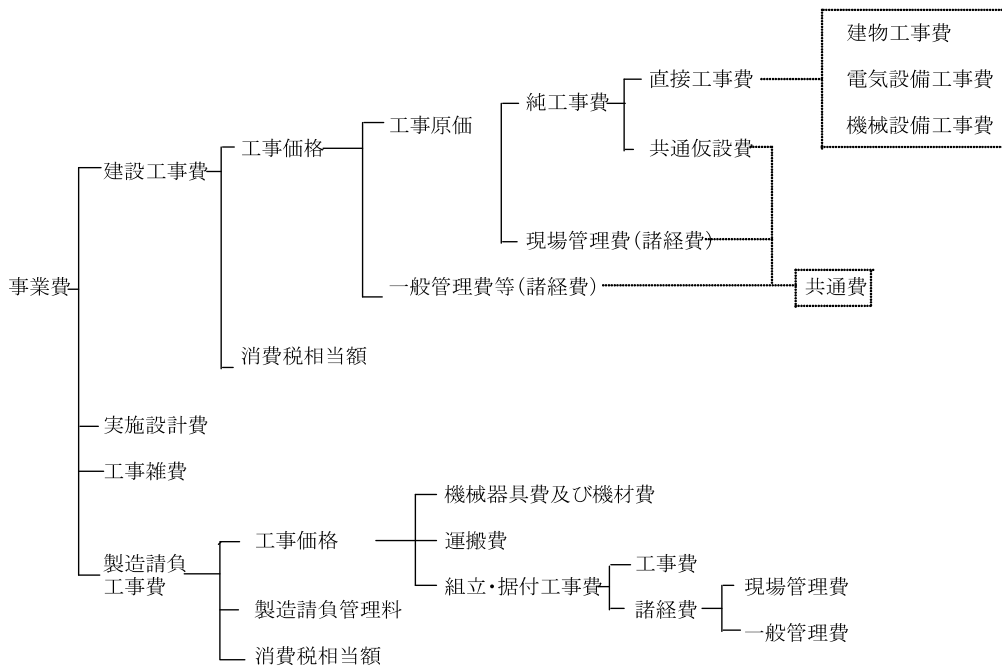 事業費
建設工事費
工事価格
工事原価
純工事費
直接工事費
建物工事費
電気設備工事費
機械設備工事費
共通仮設費
現場管理費(諸経費)
一般管理費等(諸経費)
共通費
消費税相当額
実施設計費
工事雑費
製造請負
工事費
工事価格
機械器具費及び機材費
運搬費
組立・据付工事費
工事費
諸経費
現場管理費
一般管理費
製造請負管理料
消費税相当額